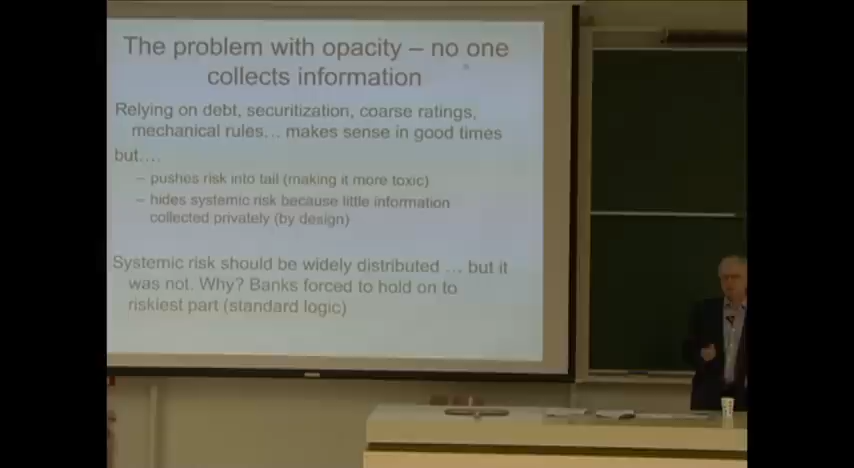 The problem with opacity – no one
collects information
Relying on debt, securitization, coarse ratings,
mechanical rules… makes sense in good times
but….
– pushes risk into tail (making it more toxic)
– hides systemic risk because little information
collected privately (by design)
Systemic risk should be widely distributed … but it
was not. Why? Banks forced to hold on to
riskiest part (standard logic)